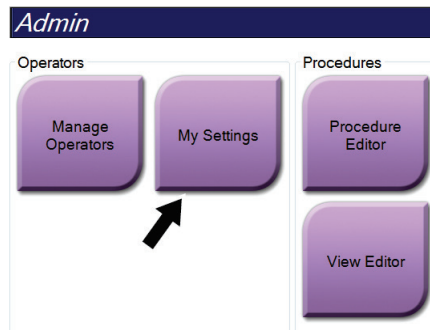 Admin
Operators
Procedures
Manage
Operators
My Settings
Procedure
Editor
View Editor